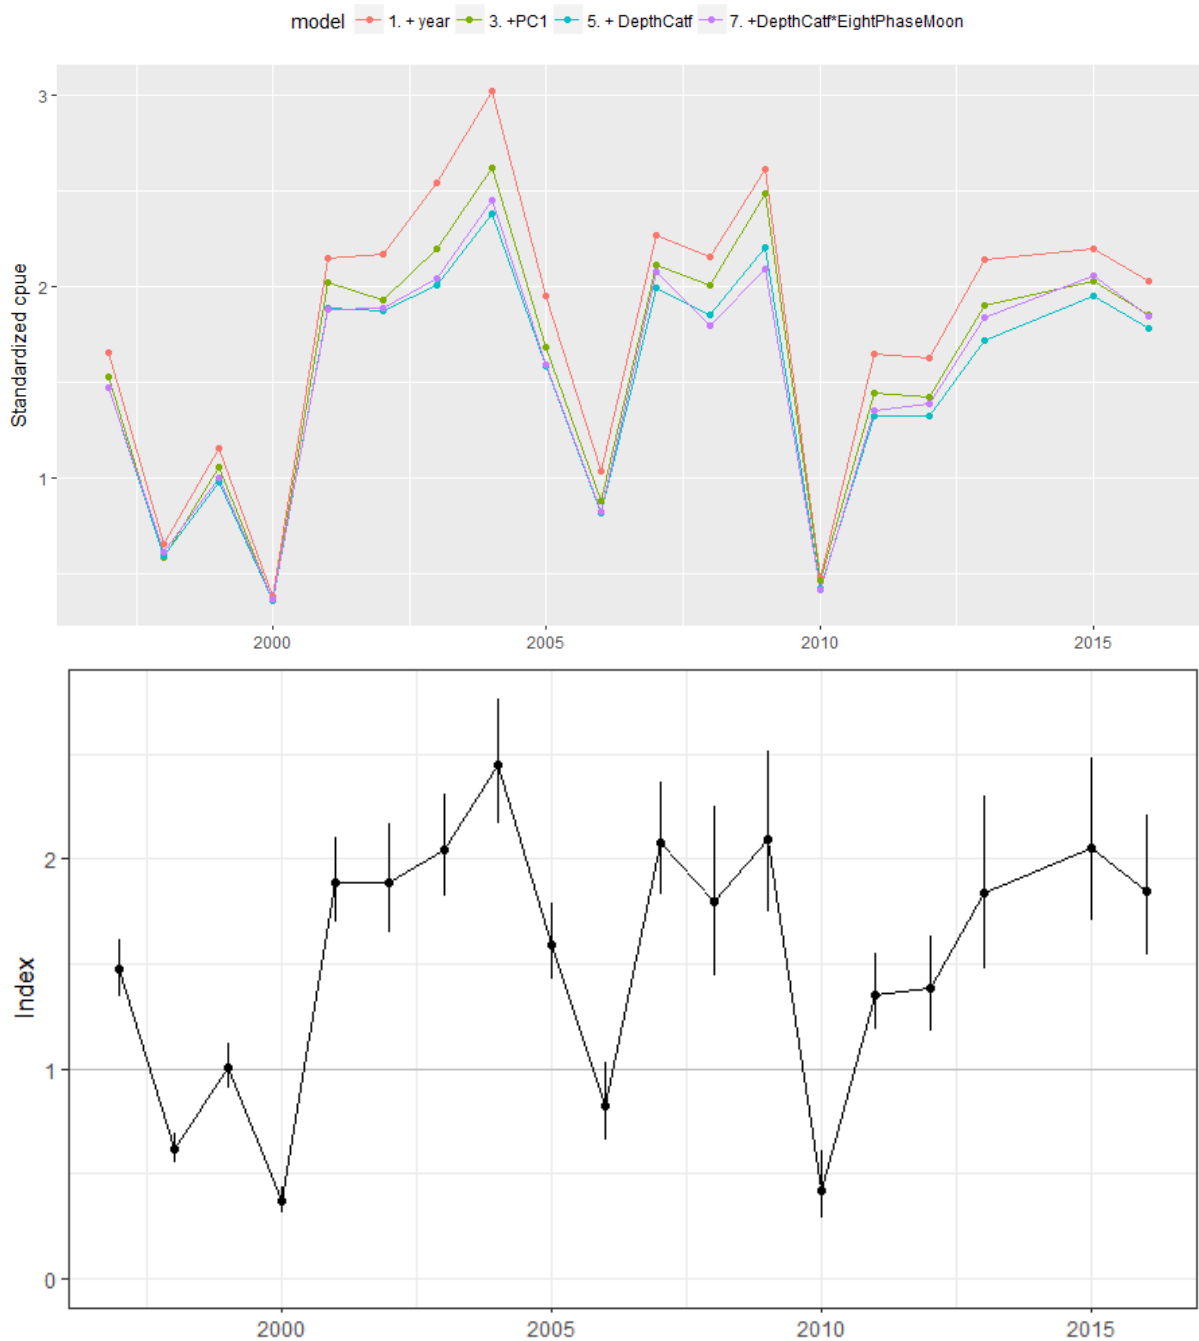 model 1. + year 3. +PC1 5. + DepthCatf 7. +DepthCatf*EightPhaseMoon
Standardized cpue
3
2
1
2000 2005 2010 2015
Index
2
1
0
2000 2005 2010 2015